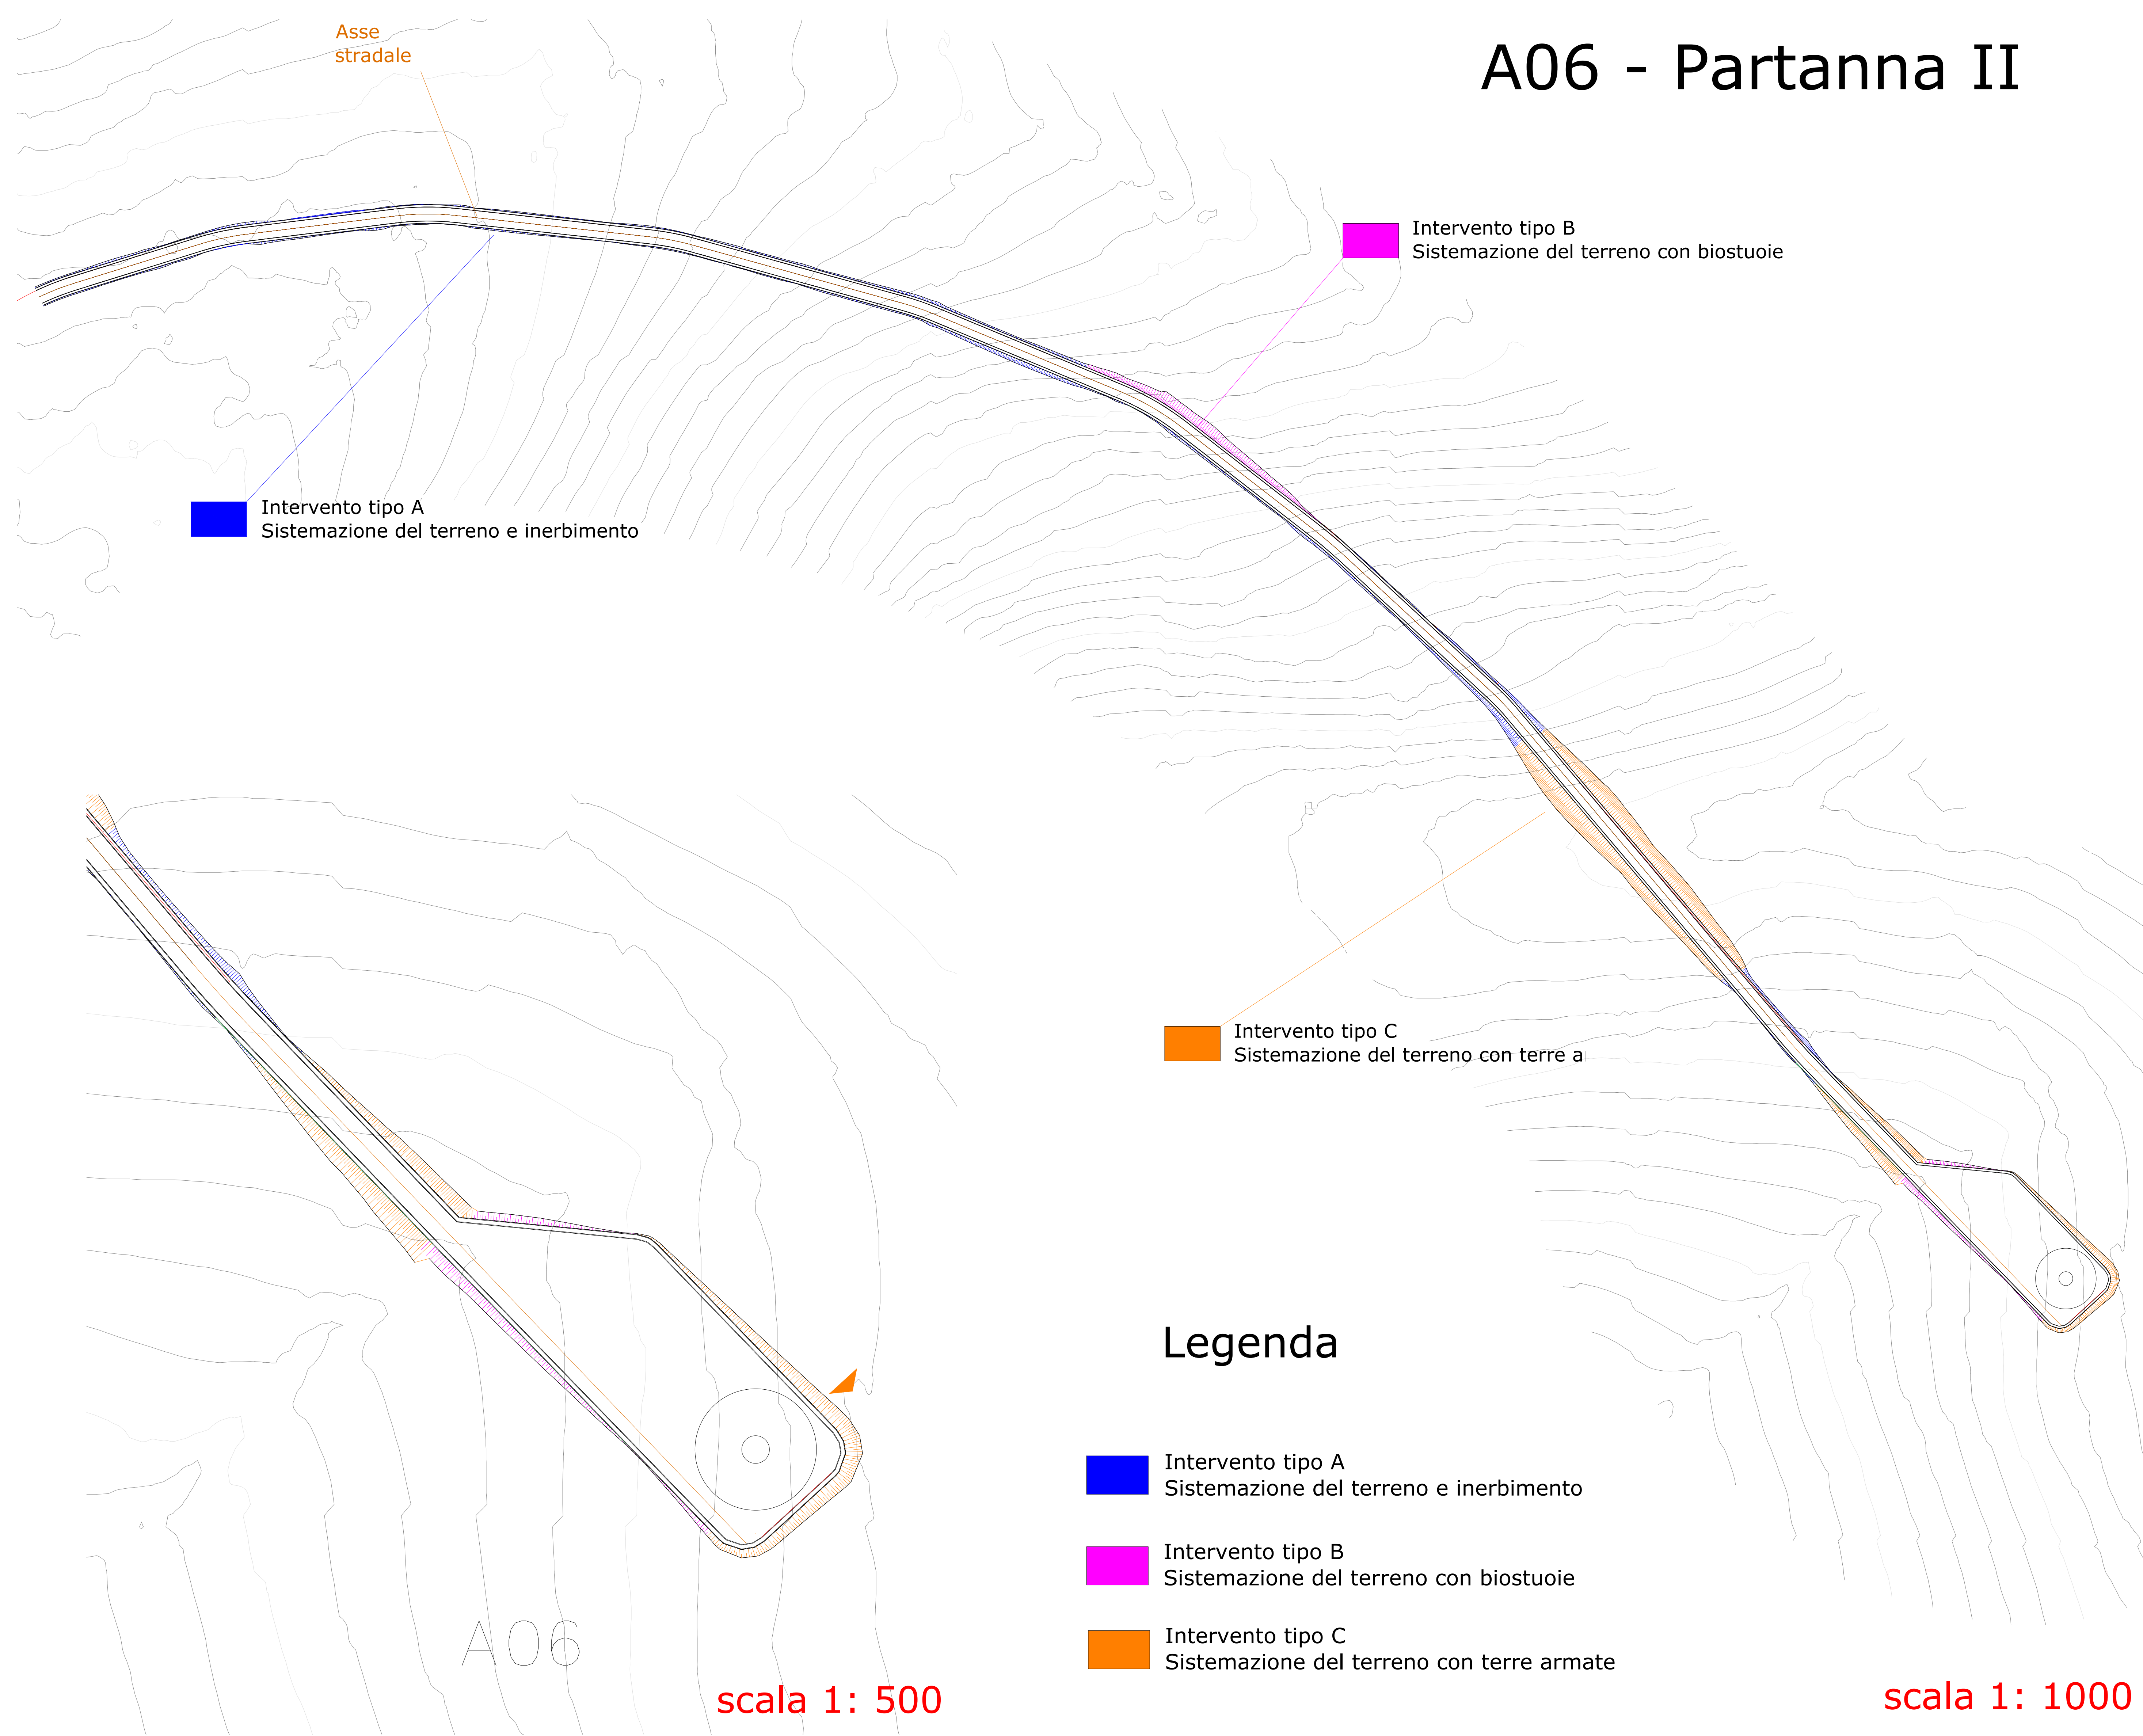 Asse
stradale
A06 - Partanna II
Intervento tipo B
Sistemazione del terreno con biostuoie
Intervento tipo A
Sistemazione del terreno e inerbimento
Intervento tipo C
Sistemazione del terreno con terre a
Legenda
Intervento tipo A
Sistemazione del terreno e inerbimento
Intervento tipo B
Sistemazione del terreno con biostuoie
Intervento tipo C
Sistemazione del terreno con terre armate
A06
scala 1: 500
scala 1: 1000